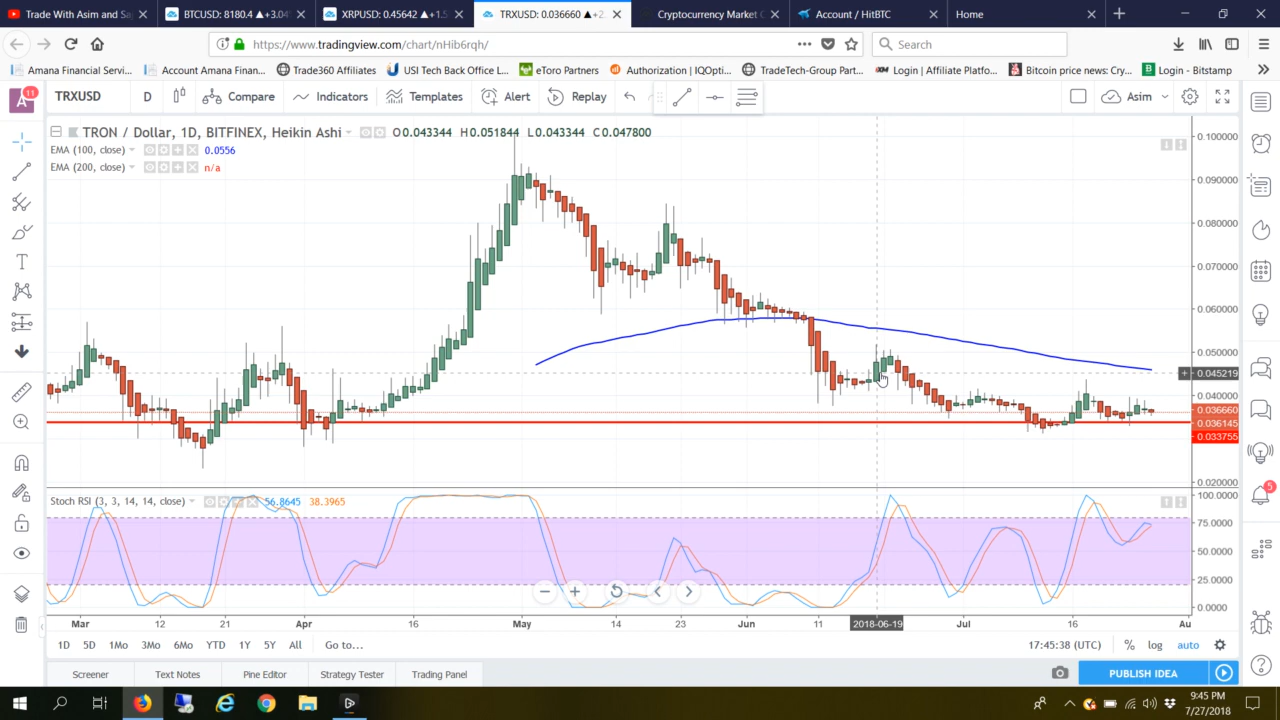 Trade With Asim and Sa
BTCUSD: 8180.4 ▲+3.04
XRPUSD: 0.45642 ▲+1.5
TRXUSD: 0.036660 ▲+2.
Cryptocurrency Market C
Account / HitBTC
Home
https://www.tradingview.com/chart/nHib6rqh/
Search
Amana Financial Servi...
Account Amana Finan...
Trade360 Affiliates
USI Tech Back Office L...
eToro Partners
Authorization | IQOpti...
TradeTech-Group Part...
Login | Affiliate Platfo...
Bitcoin price news: Cry...
Login - Bitstamp
A 11
TRXUSD
D
Compare
Indicators
Templates
Alert
Replay
Asim
TRON / Dollar, 1D, BITFINEX, Heikin Ashi
O0.043344 H0.051844 L0.043344 C0.047800
EMA (100, close) 0.0556
EMA (200, close) n/a
0.100000
0.090000
0.080000
0.070000
0.060000
0.050000
0.045219
0.040000
0.036660
0.036145
0.033755
0.020000
Stoch RSI (3, 3, 14, 14, close) 56.8645 38.3965
100.0000
75.0000
50.0000
25.0000
0.0000
5
Mar 12 21 Apr 16 May 14 23 Jun 11 2018-06-19 Jul 16 Au
1D 5D 1Mo 3Mo 6Mo YTD 1Y 5Y All Go to...
17:45:38 (UTC) % log auto
Screener
Text Notes
Pine Editor
Strategy Tester
Trading Panel
PUBLISH IDEA
9:45 PM
7/27/2018